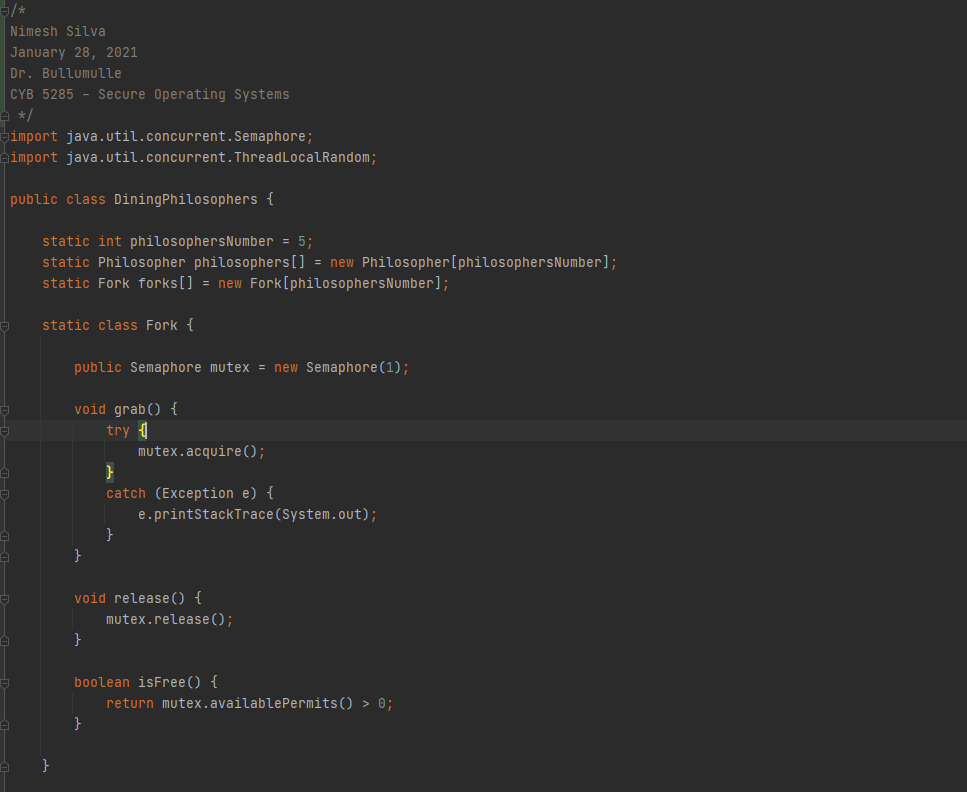 /*
Nimesh Silva
January 28, 2021
Dr. Bullumulle
CYB 5285 – Secure Operating Systems
 */
import java.util.concurrent.Semaphore;
import java.util.concurrent.ThreadLocalRandom;

public class DiningPhilosophers {

    static int philosophersNumber = 5;
    static Philosopher philosophers[] = new Philosopher[philosophersNumber];
    static Fork forks[] = new Fork[philosophersNumber];

    static class Fork {

        public Semaphore mutex = new Semaphore(1);

        void grab() {
            try {
                mutex.acquire();
            }
            catch (Exception e) {
                e.printStackTrace(System.out);
            }
        }

        void release() {
            mutex.release();
        }

        boolean isFree() {
            return mutex.availablePermits() > 0;
        }

    }